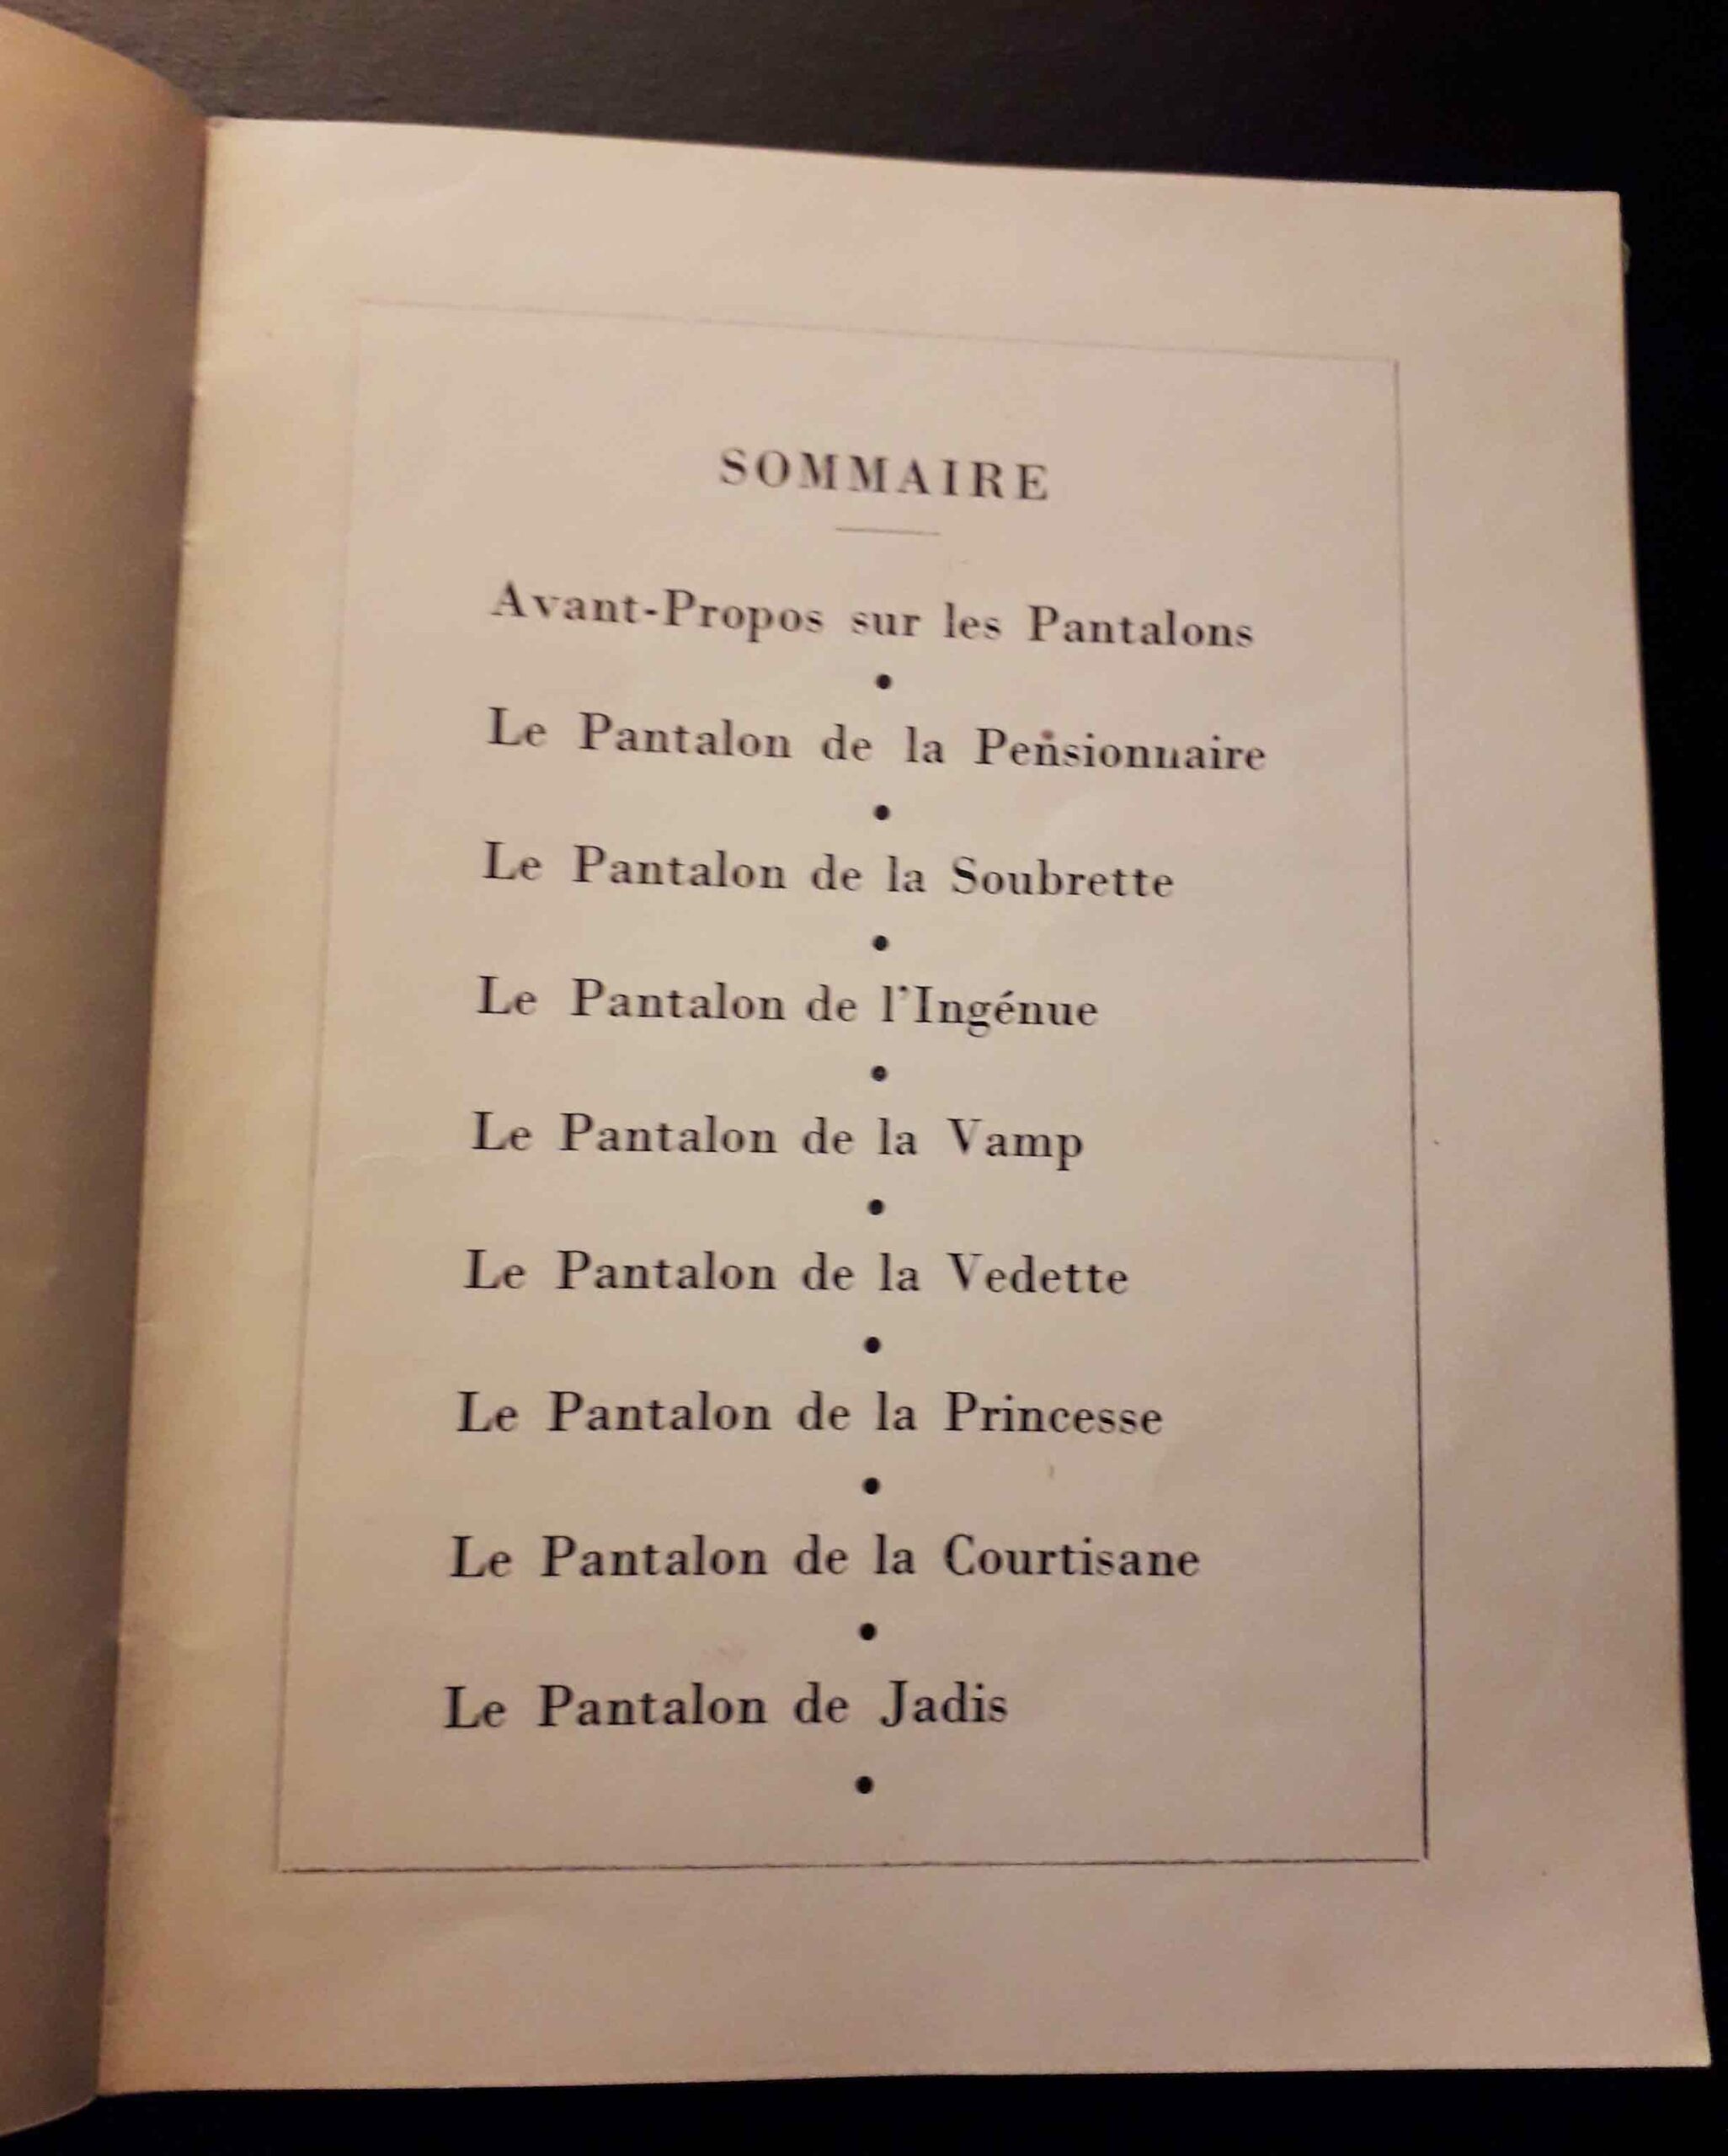 SOMMAIRE
Avant-Propos sur les Pantalons
•
Le Pantalon de la Pensionnaire
•
Le Pantalon de la Soubrette
•
Le Pantalon de l'Ingénue
•
Le Pantalon de la Vamp
•
Le Pantalon de la Vedette
•
Le Pantalon de la Princesse
•
Le Pantalon de la Courtisane
•
Le Pantalon de Jadis
•